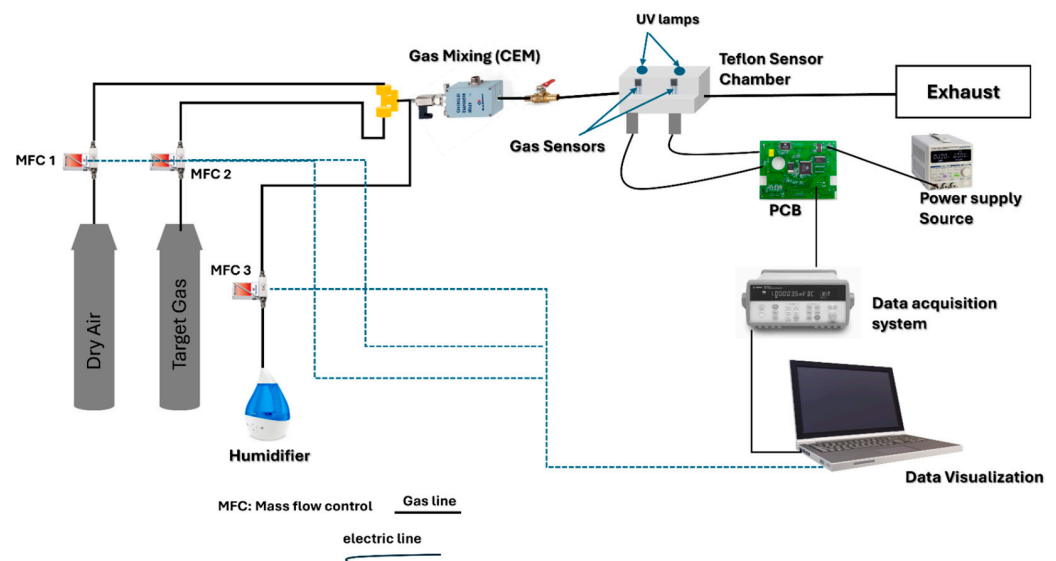 UV lamps
Gas Mixing (CEM)
Teflon Sensor
Chamber
Exhaust
Gas Sensors
MFC 1
MFC 2
PCB
Power supply
Source
MFC 3
Dry Air
Target Gas
Data acquisition
system
Humidifier
Data Visualization
MFC: Mass flow control
Gas line
electric line